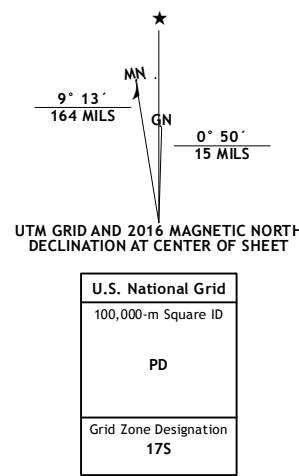 ★
MN
9° 13´
164 MILS
GN
0° 50´
15 MILS
UTM GRID AND 2016 MAGNETIC NORTH
DECLINATION AT CENTER OF SHEET
U.S. National Grid
100,000-m Square ID
PD
Grid Zone Designation
17S